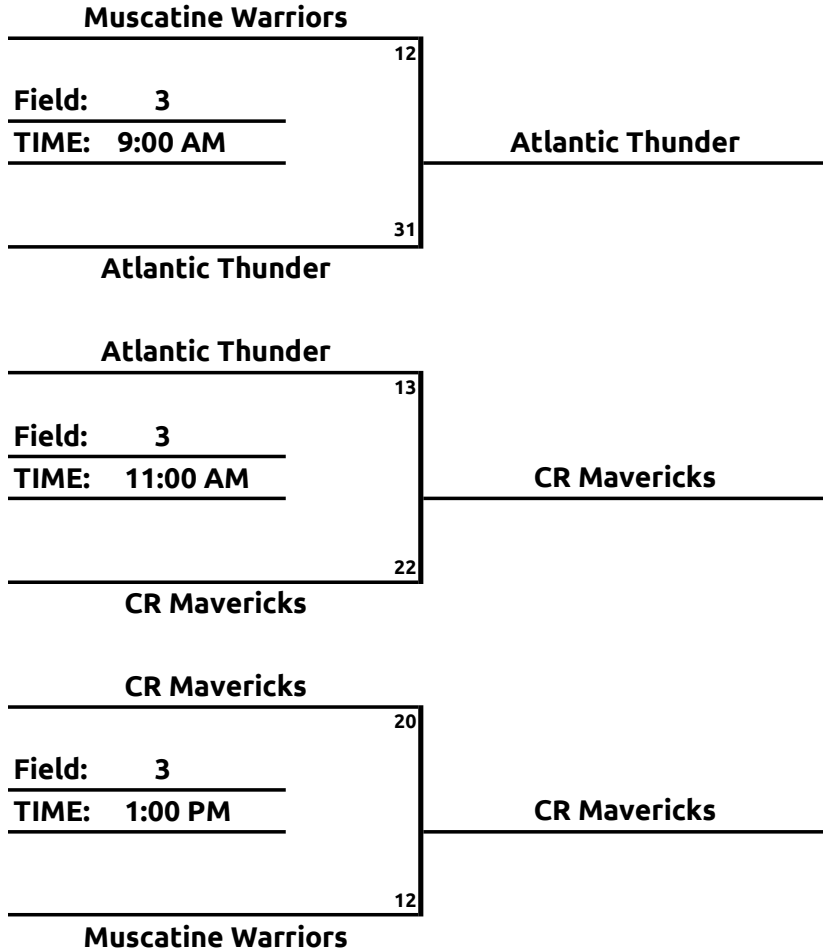 Muscatine Warriors
12
Field: 3
TIME: 9:00 AM
Atlantic Thunder
31
Atlantic Thunder
Atlantic Thunder
13
Field: 3
TIME: 11:00 AM
CR Mavericks
22
CR Mavericks
CR Mavericks
20
Field: 3
TIME: 1:00 PM
CR Mavericks
12
Muscatine Warriors